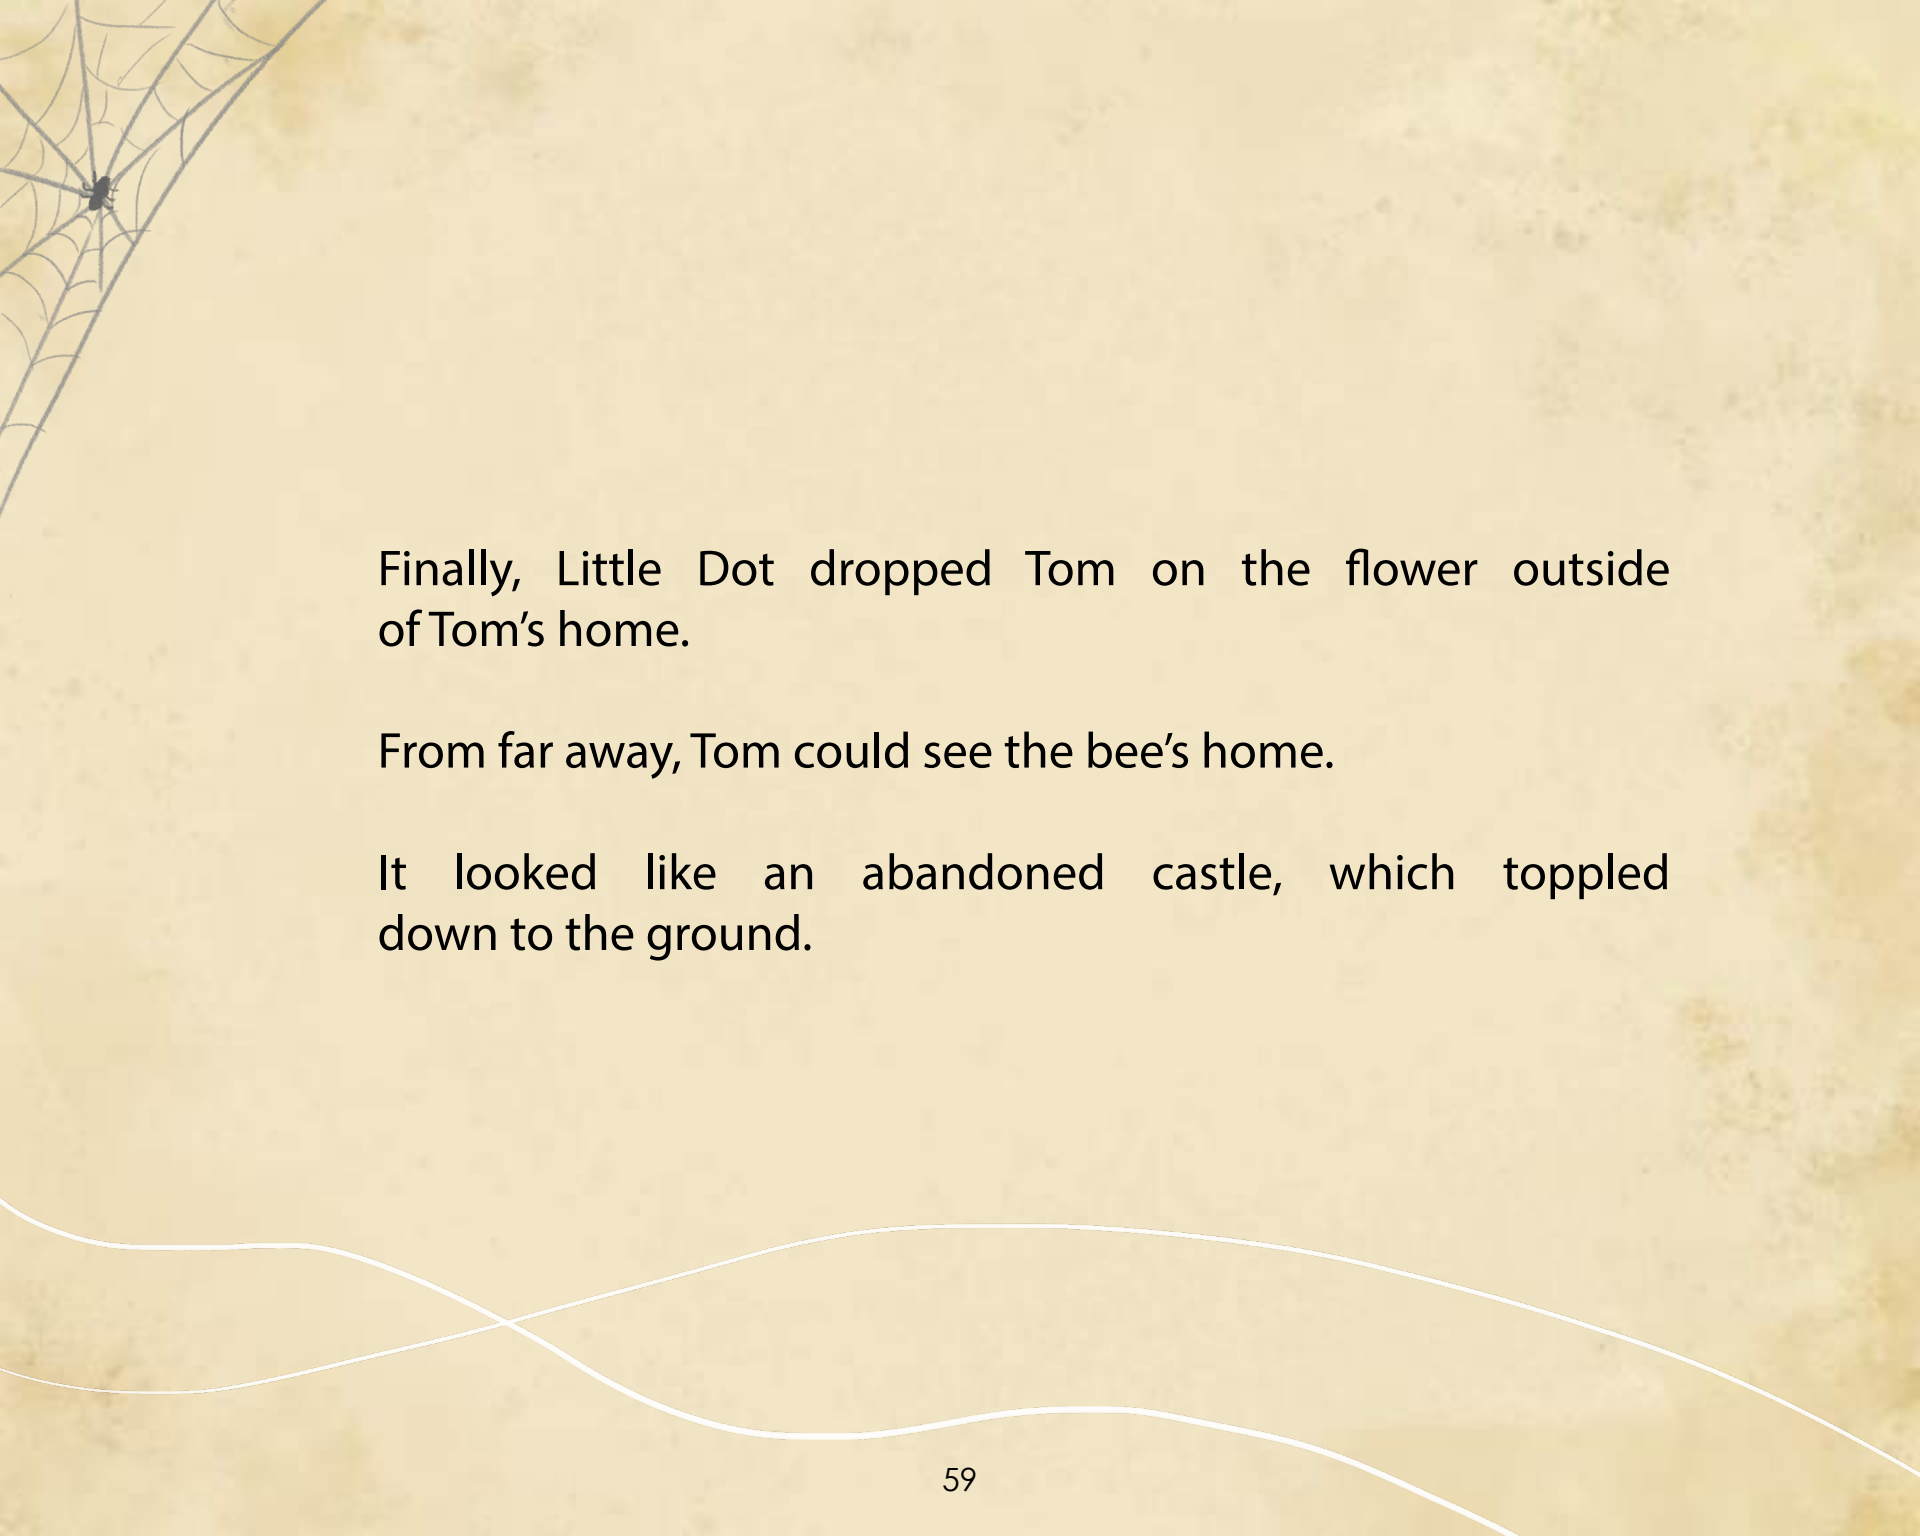 Finally, Little Dot dropped Tom on the flower outside
of Tom’s home.
From far away, Tom could see the bee’s home.
It looked like an abandoned castle, which toppled
down to the ground.
59